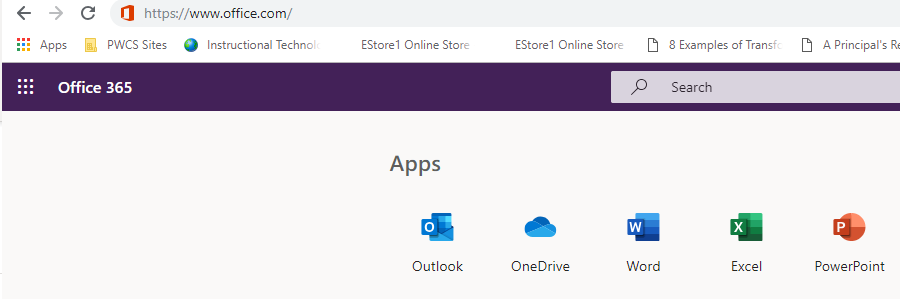 https://www.office.com/
Apps PWCS Sites Instructional Technol EStore1 Online Store EStore1 Online Store 8 Examples of Transfo A Principal's Re
Office 365 Search
Apps
Outlook OneDrive Word Excel PowerPoint